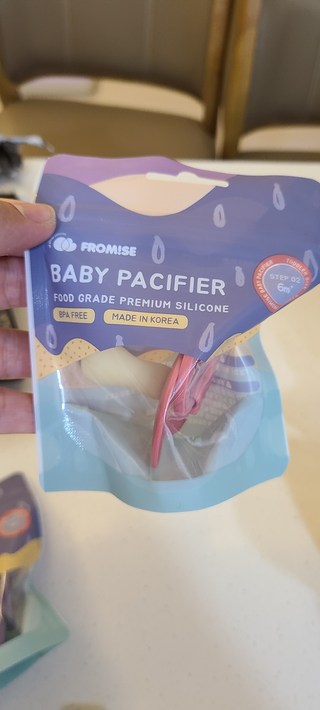 FROMISE
BABY PACIFIER
FOOD GRADE PREMIUM SILICONE
BPA FREE
MADE IN KOREA
STEP 02
6m+